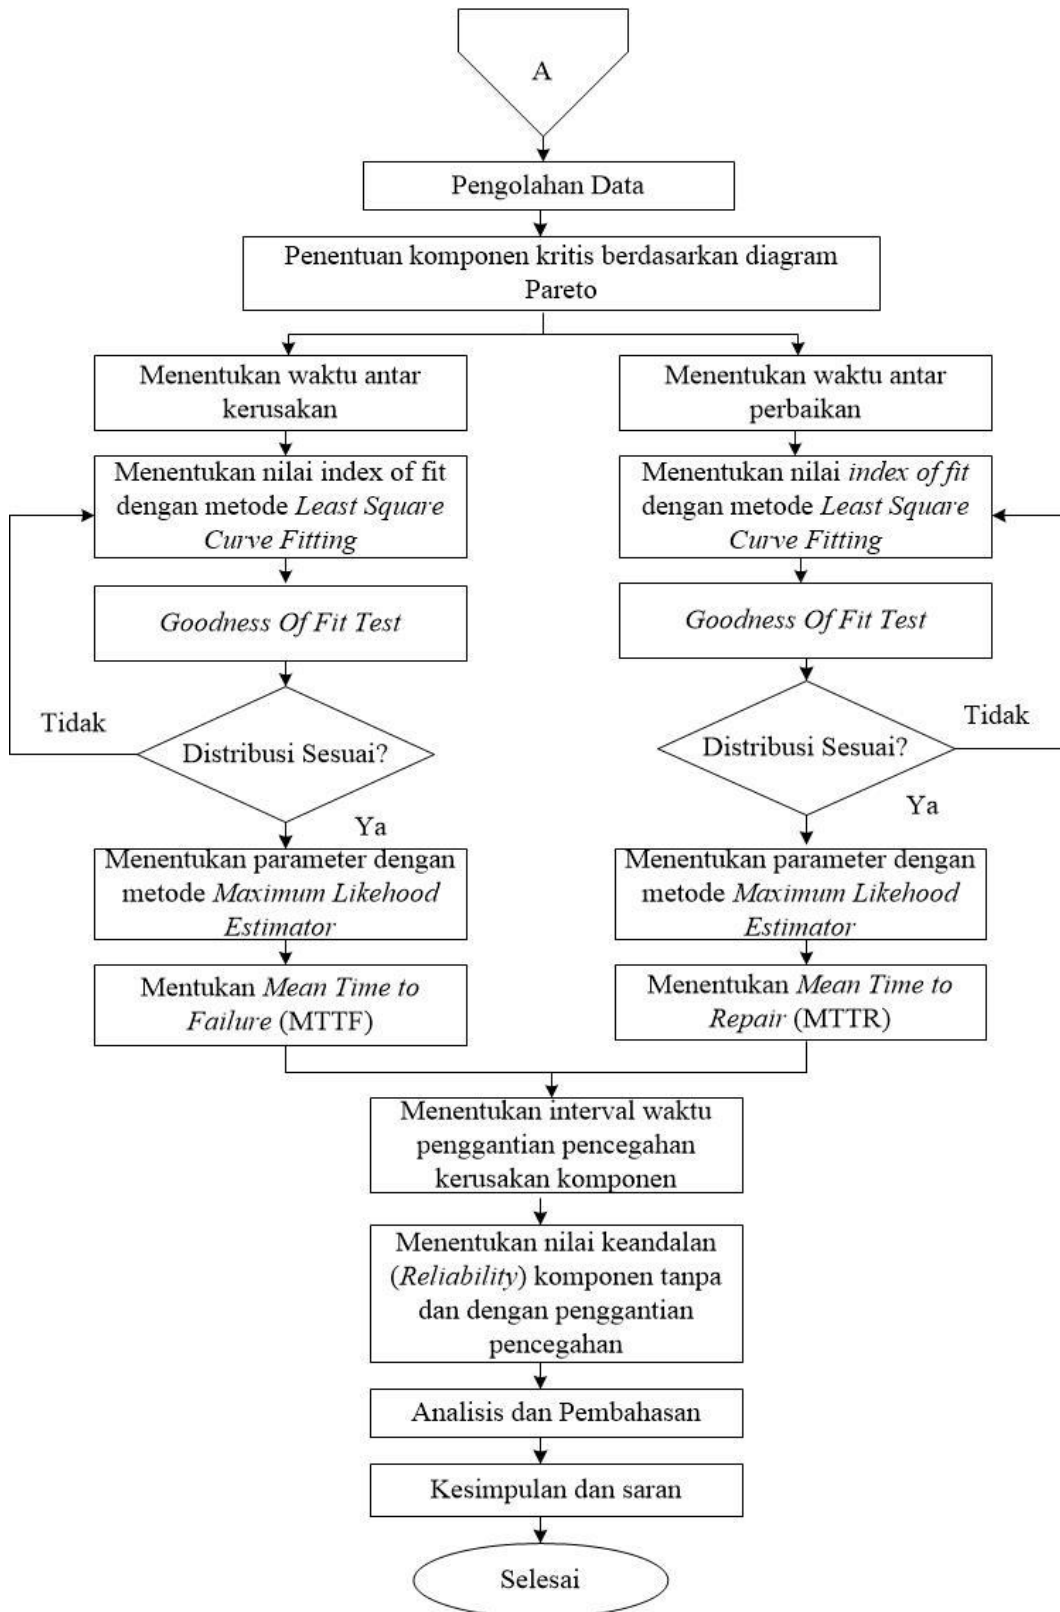 A
Pengolahan Data
Penentuan komponen kritis berdasarkan diagram
Pareto
Menentukan waktu antar
kerusakan
Menentukan nilai index of fit
dengan metode Least Square
Curve Fitting
Goodness Of Fit Test
Tidak
Distribusi Sesuai?
Ya
Menentukan parameter dengan
metode Maximum Likehood
Estimator
Mentukan Mean Time to
Failure (MTTF)
Menentukan waktu antar
perbaikan
Menentukan nilai index of fit
dengan metode Least Square
Curve Fitting
Goodness Of Fit Test
Tidak
Distribusi Sesuai?
Ya
Menentukan parameter dengan
metode Maximum Likehood
Estimator
Menentukan Mean Time to
Repair (MTTR)
Menentukan interval waktu
penggantian pencegahan
kerusakan komponen
Menentukan nilai keandalan
(Reliability) komponen tanpa
dan dengan penggantian
pencegahan
Analisis dan Pembahasan
Kesimpulan dan saran
Selesai